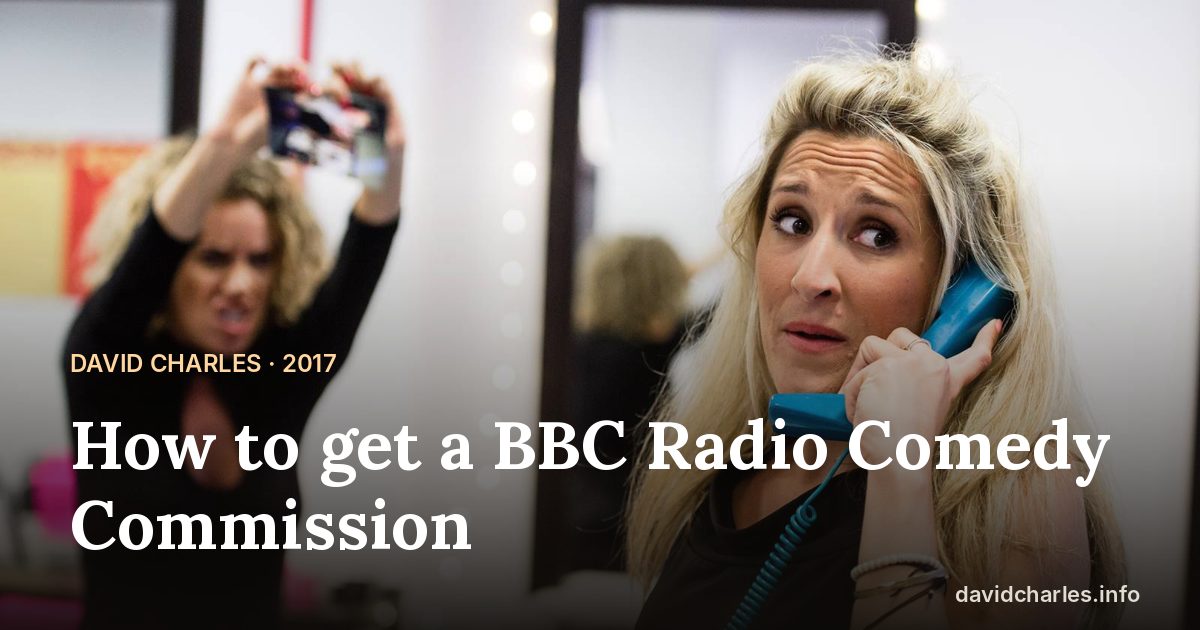 DAVID CHARLES · 2017
How to get a BBC Radio Comedy
Commission
davidcharles.info